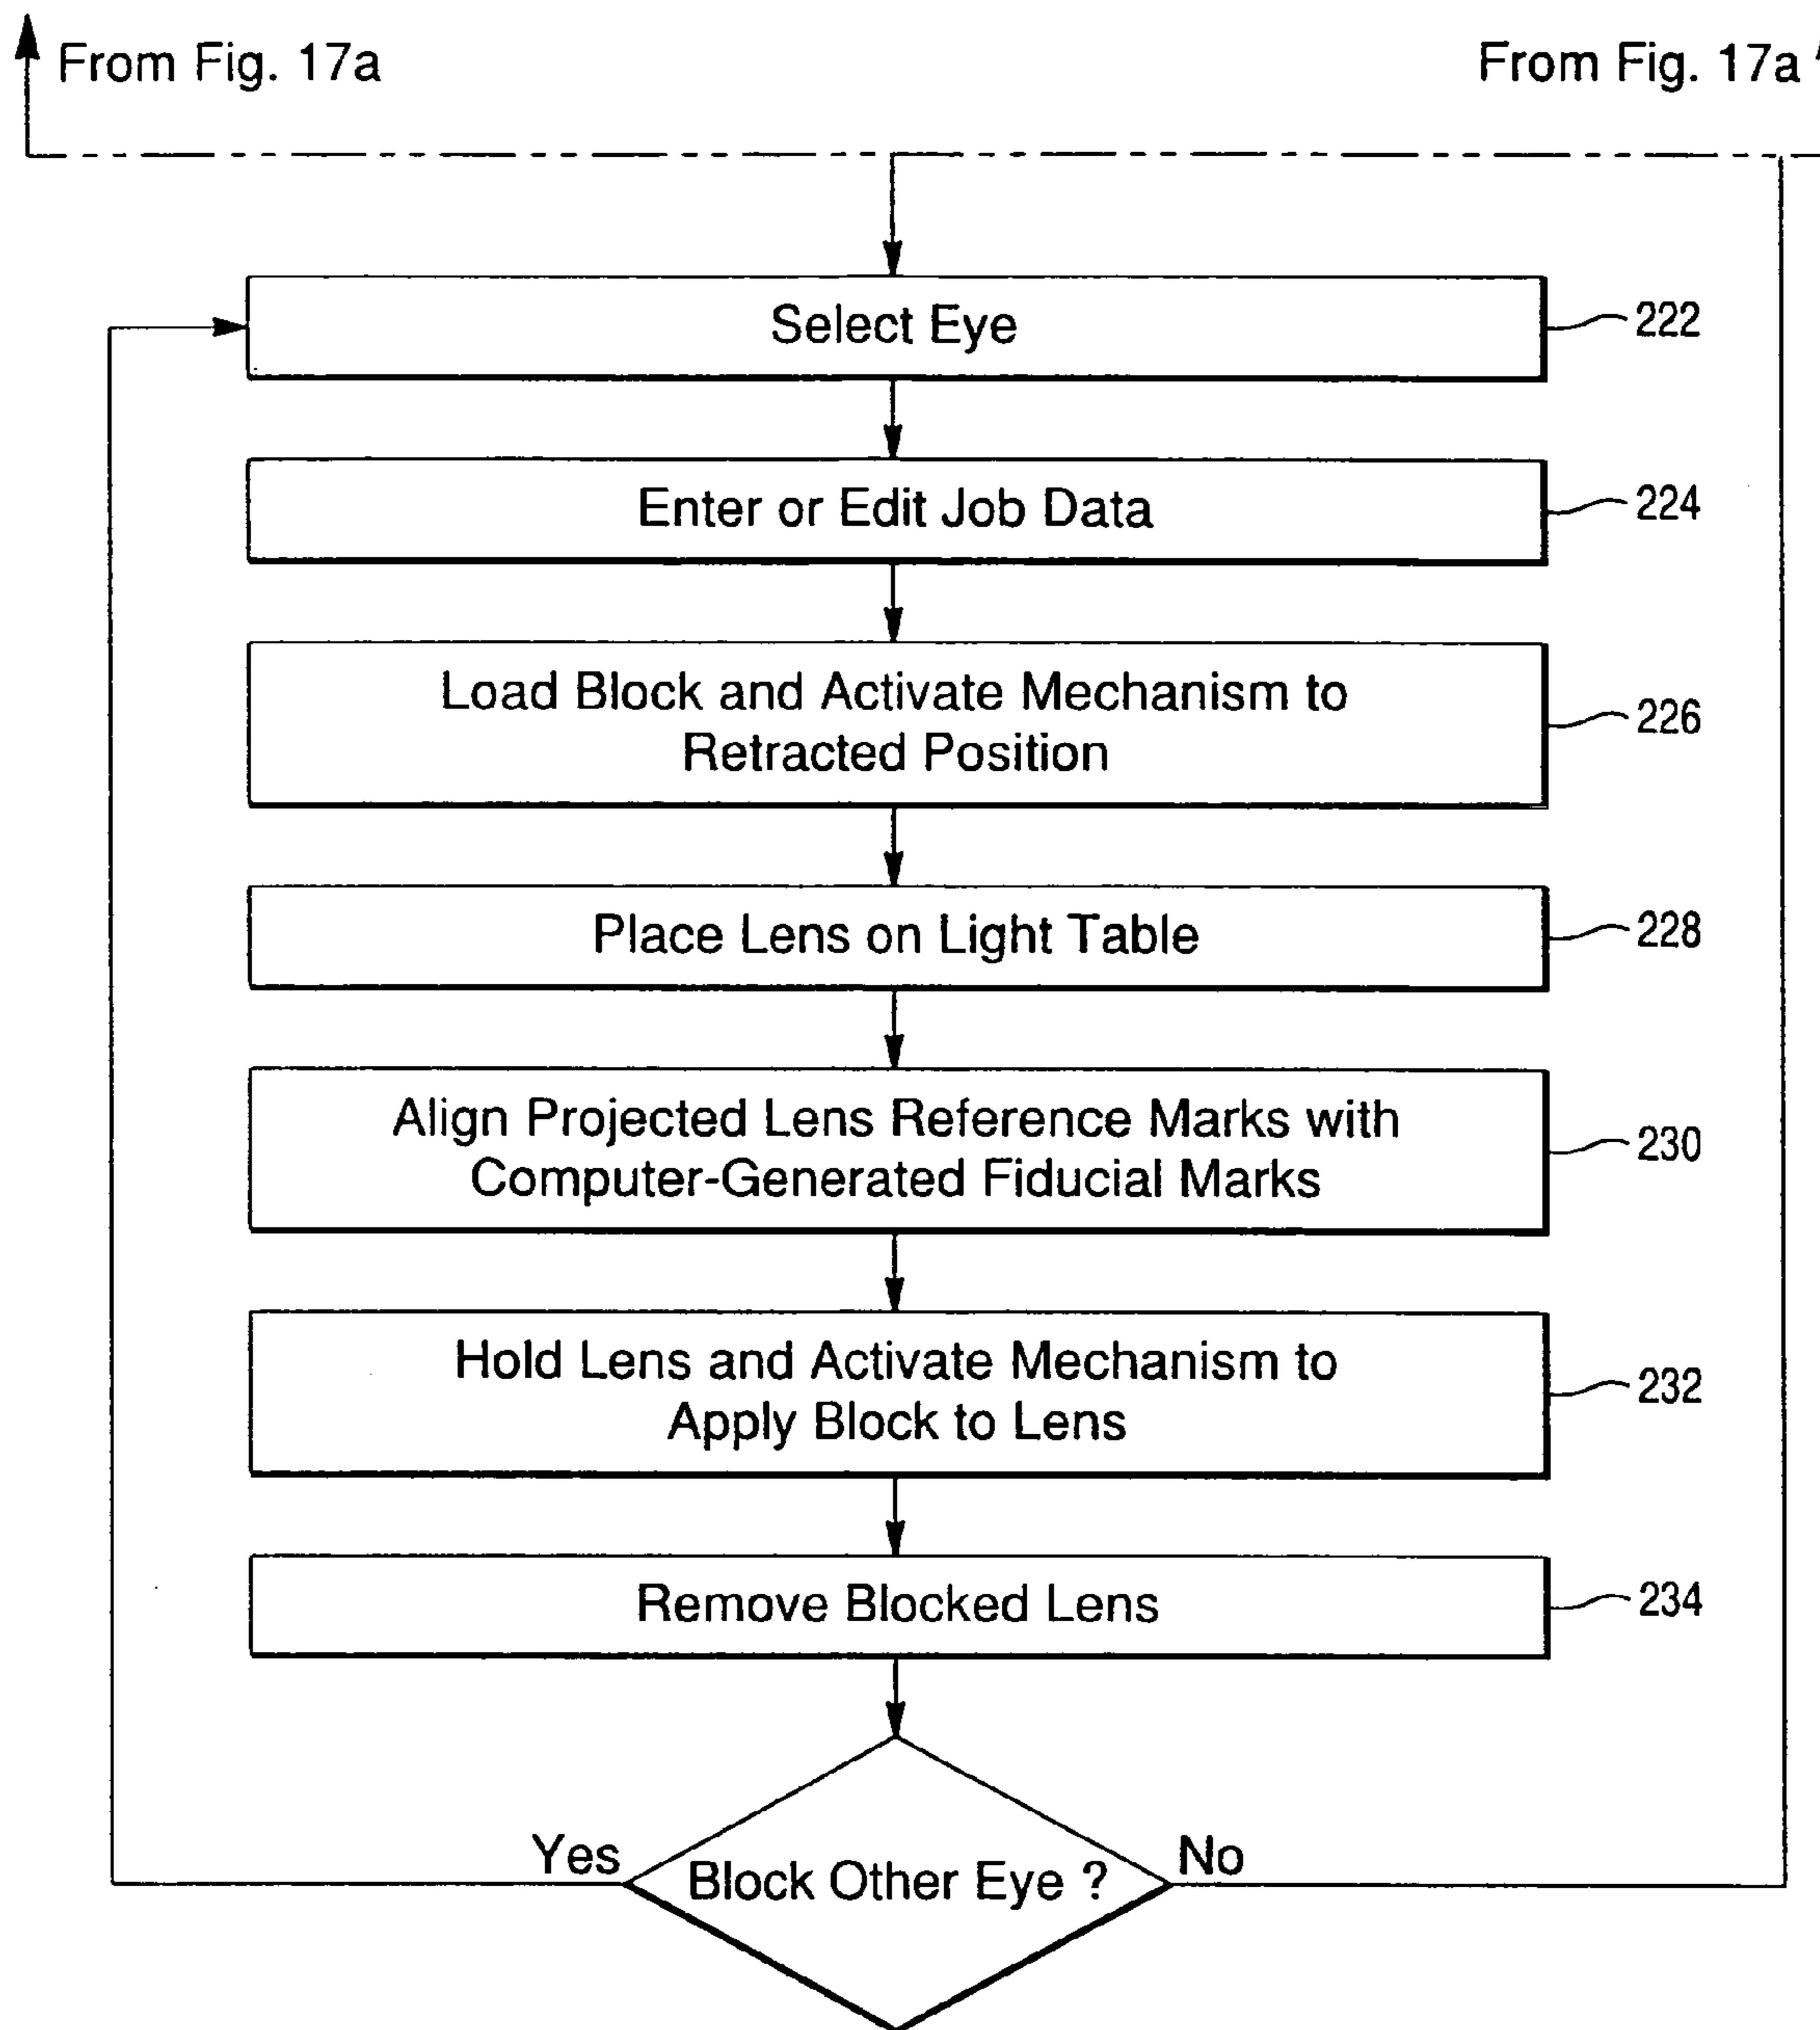 From Fig. 17a
From Fig. 17a
Select Eye
222
Enter or Edit Job Data
224
Load Block and Activate Mechanism to
Retracted Position
226
Place Lens on Light Table
228
Align Projected Lens Reference Marks with
Computer-Generated Fiducial Marks
230
Hold Lens and Activate Mechanism to
Apply Block to Lens
232
Remove Blocked Lens
234
Yes
Block Other Eye ?
No